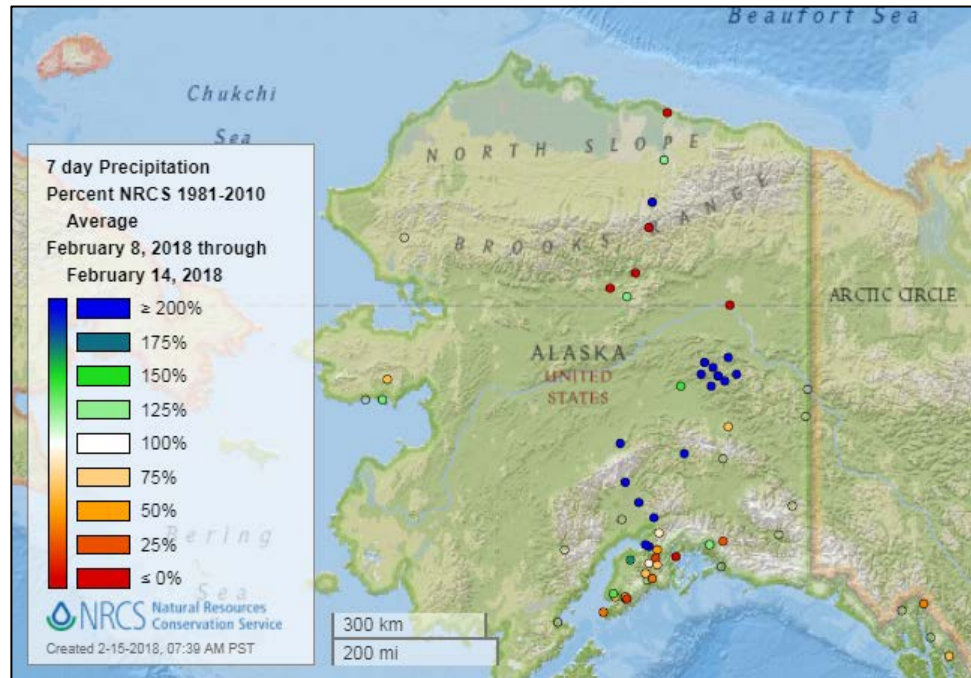 Beaufort Sea
Chukchi
Sea
NORTH SLOPE
BROOKS RANGE
ARCTIC CIRCLE
ALASKA
UNITED
STATES
Bering
Sea
7 day Precipitation
Percent NRCS 1981-2010
Average
February 8, 2018 through
February 14, 2018
≥ 200%
175%
150%
125%
100%
75%
50%
25%
≤ 0%
NRCS Natural Resources
Conservation Service
Created 2-15-2018, 07:39 AM PST
300 km
200 mi